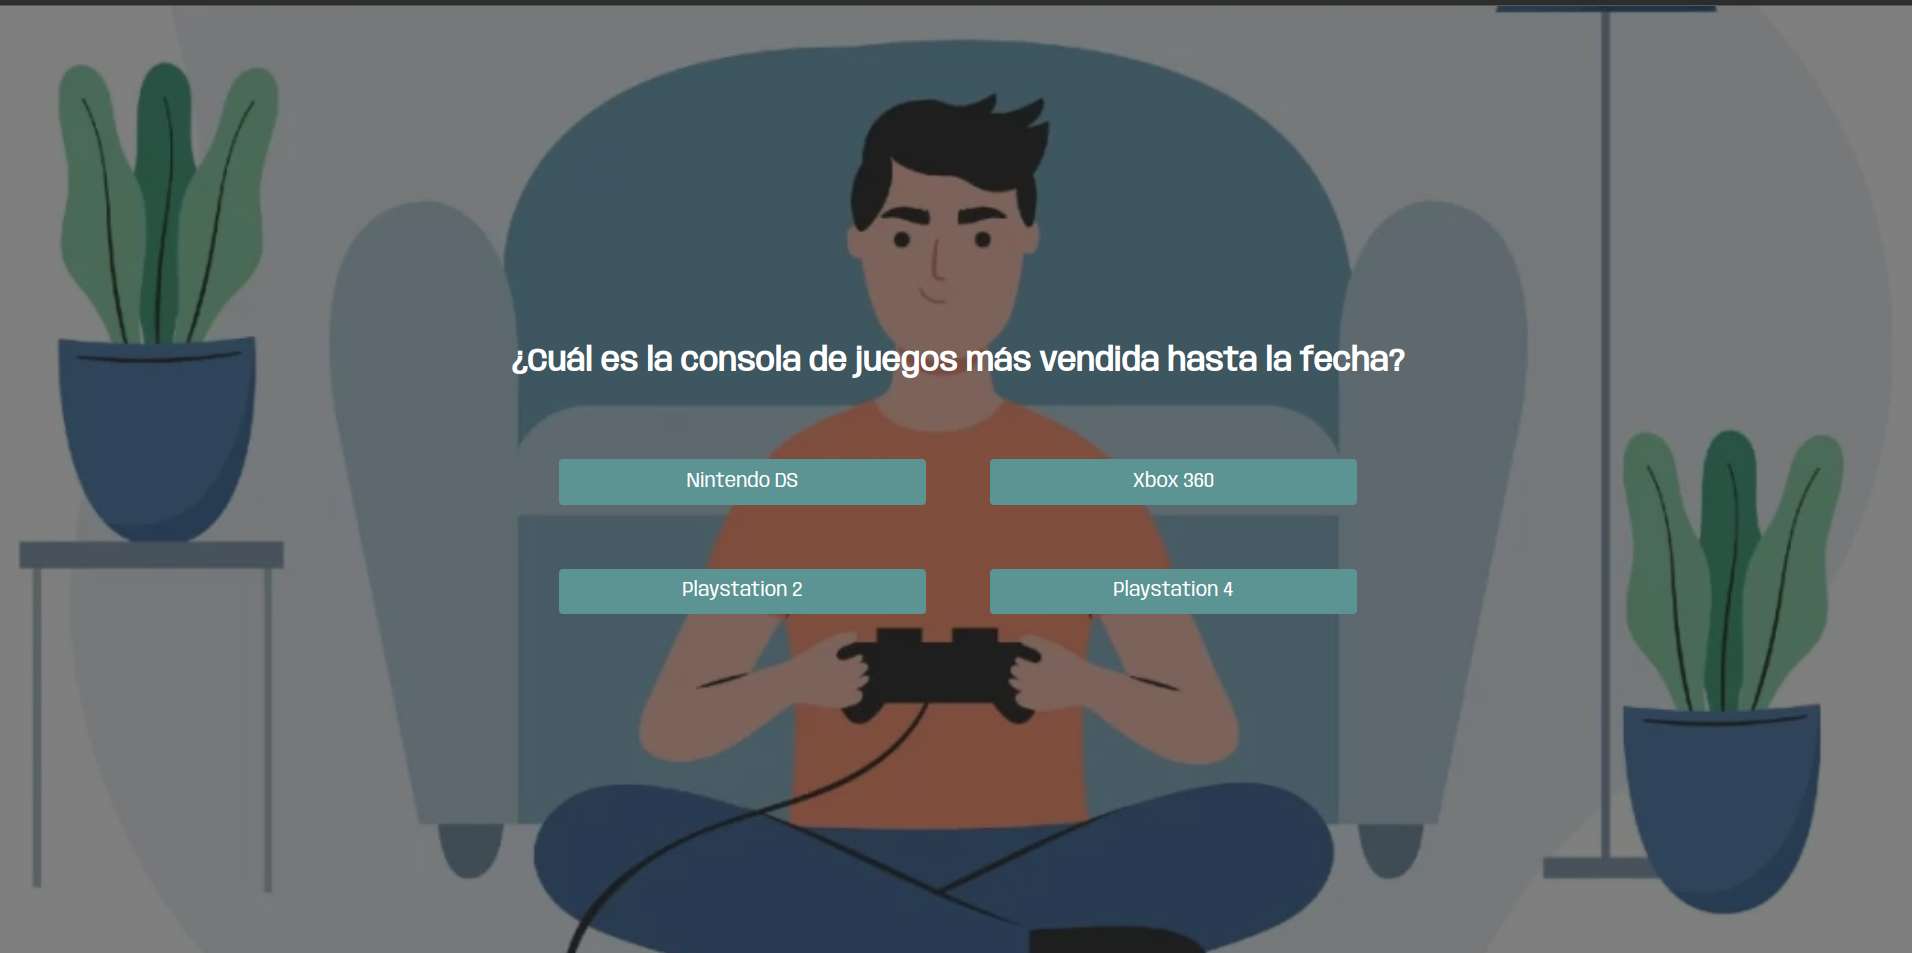 ¿Cuál es la consola de juegos más vendida hasta la fecha?
Nintendo DS
Xbox 360
Playstation 2
Playstation 4